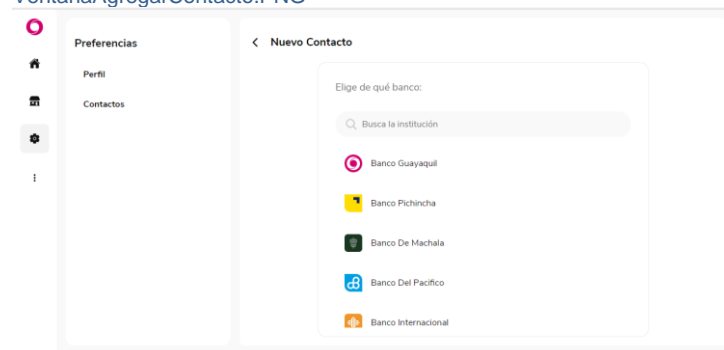 VentanaAgregarContacto.PNG
Preferencias
Perfil
Contactos
Nuevo Contacto
Elige de qué banco:
Busca la institución
Banco Guayaquil
Banco Pichincha
Banco De Machala
Banco Del Pacifico
Banco Internacional